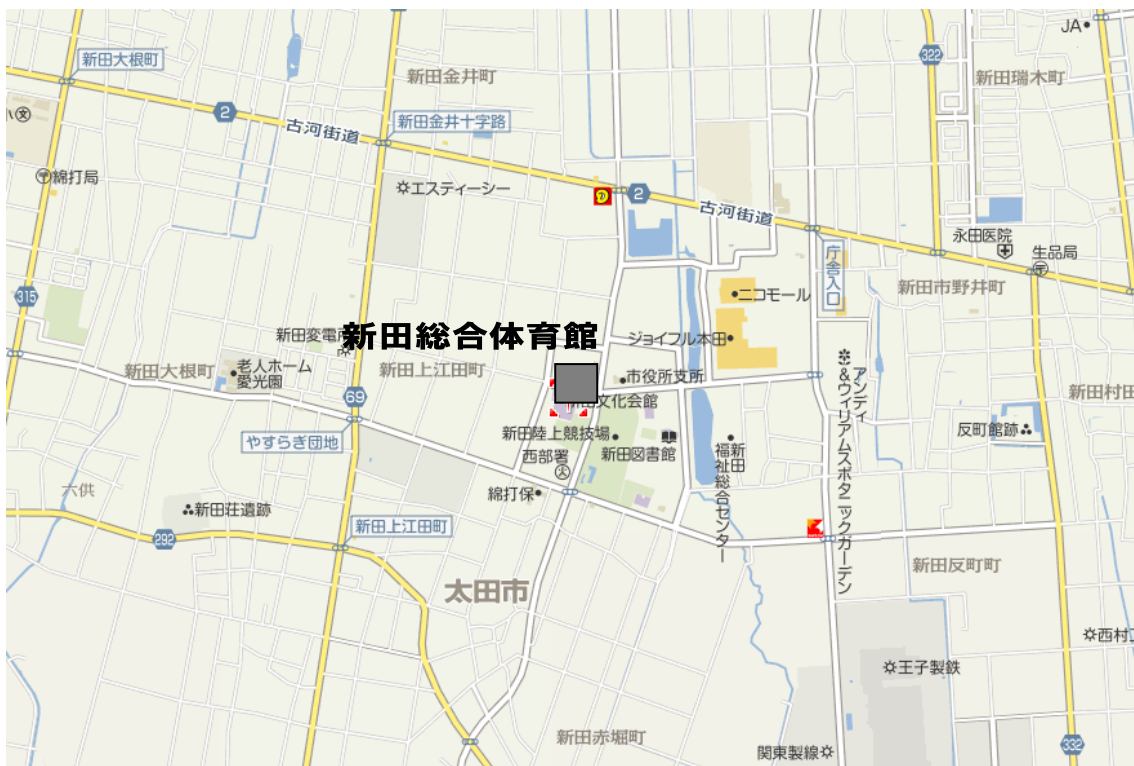 JA
新田大根町
322
新田金井町
新田瑞木町
小
文
2
新田金井十字路
古河街道
綿打局
エスティーシー
2
古河街道
永田医院
生品局
庁舎入口
新田市野井町
315
ニコモール
新田変電所
新田総合体育館
ジョイフル本田
新田大根町
老人ホーム
愛光園
新田上江田町
市役所支所
アンディ
&ウィリアムスボタニックガーデン
69
新田文化会館
新田村田
やすらぎ団地
新田陸上競技場
新田図書館
新田
福祉総合センター
反町館跡
西部署
六供
綿打保
新田荘遺跡
新田上江田町
292
新田反町町
太田市
西村工
王子製鉄
新田赤堀町
関東製線
332